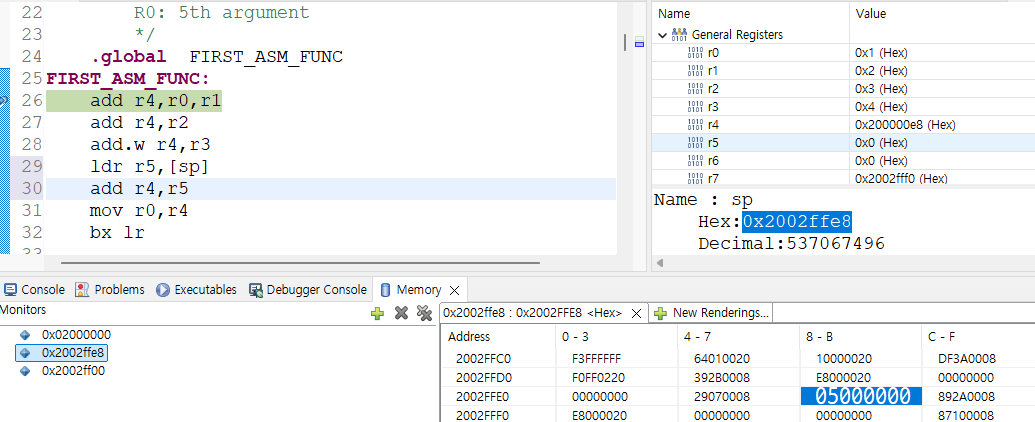 22 R0: 5th argument
23 */
24 .global FIRST_ASM_FUNC
25 FIRST_ASM_FUNC:
26 add r4,r0,r1
27 add r4,r2
28 add.w r4,r3
29 ldr r5,[sp]
30 add r4,r5
31 mov r0,r4
32 bx lr
33
Name Value
General Registers
r0 0x1 (Hex)
r1 0x2 (Hex)
r2 0x3 (Hex)
r3 0x4 (Hex)
r4 0x200000e8 (Hex)
r5 0x0 (Hex)
r6 0x0 (Hex)
r7 0x2002fff0 (Hex)
Name : sp
Hex:0x2002ffe8
Decimal:537067496
Console Problems Executables Debugger Console Memory
Monitors
0x02000000
0x2002ffe8
0x2002ff00
0x2002ffe8 : 0x2002FFE8 <Hex> New Renderings...
Address 0 - 3 4 - 7 8 - B C - F
2002FFC0 F3FFFFFF 64010020 10000020 DF3A0008
2002FFD0 F0FF0220 392B0008 E8000020 00000000
2002FFE0 00000000 29070008 05000000 892A0008
2002FFF0 E8000020 00000000 00000000 87100008